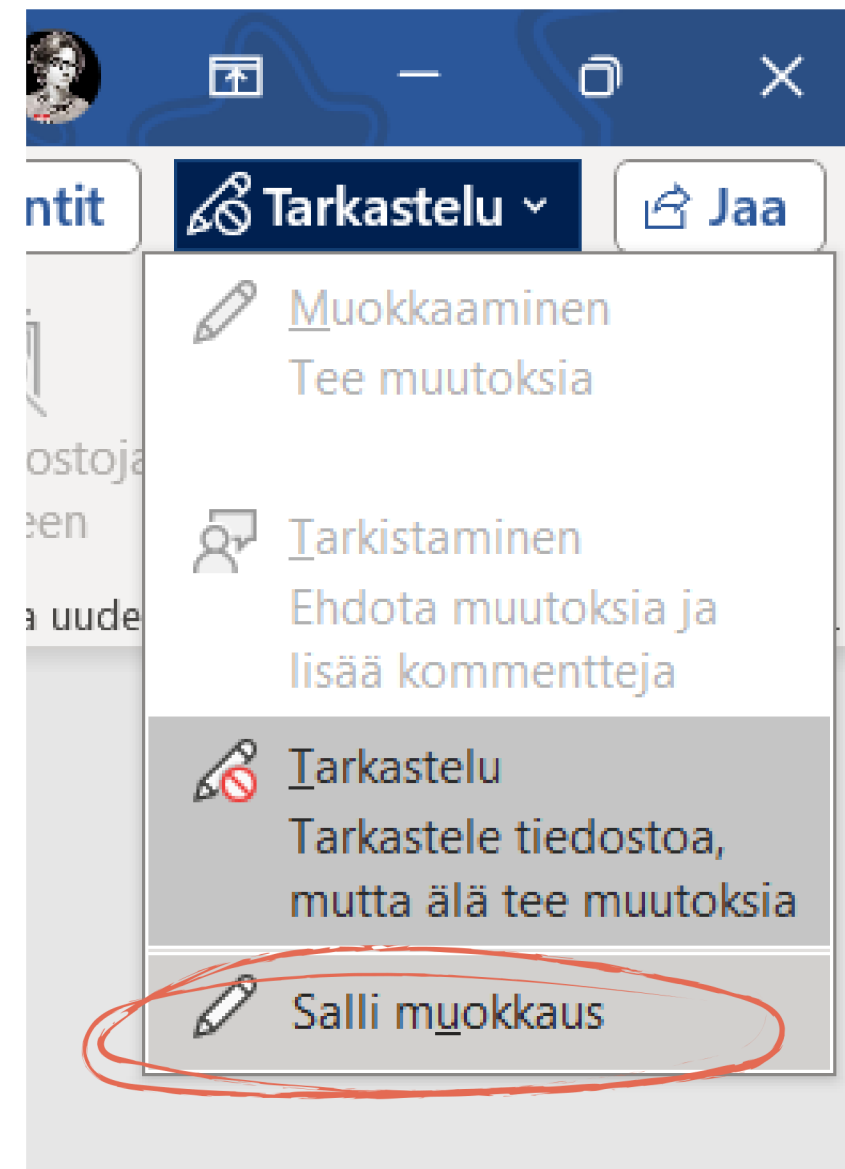 ntit Tarkastelu Jaa
Muokkaaminen
Tee muutoksia
ostoja
een
Tarkistaminen
Ehdota muutoksia ja
a uude
lisää kommentteja
Tarkastelu
Tarkastele tiedostoa,
mutta älä tee muutoksia
Salli muokkaus